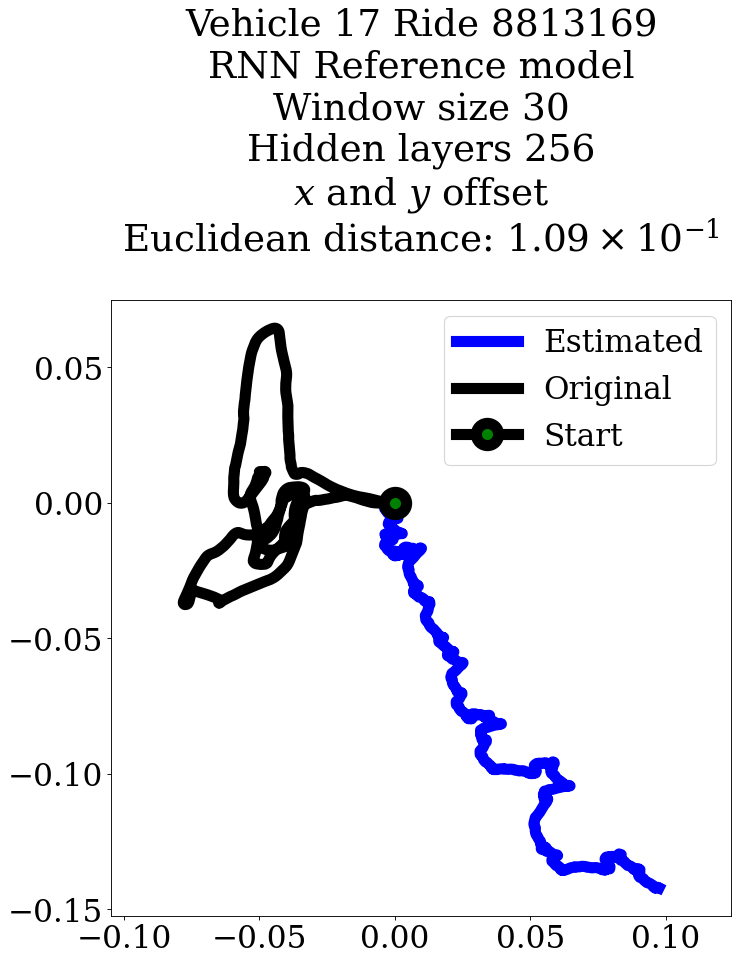 Vehicle 17 Ride 8813169
RNN Reference model
Window size 30
Hidden layers 256
x and y offset
Euclidean distance: 1.09 × 10⁻¹
Estimated
Original
Start
0.05
0.00
−0.05
−0.10
−0.15
−0.10 −0.05 0.00 0.05 0.10